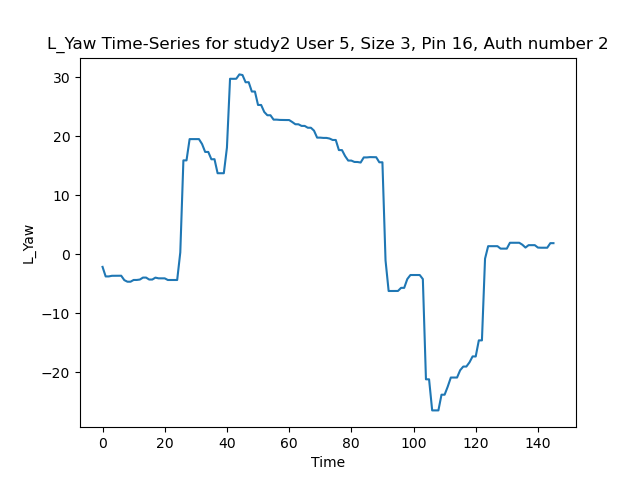 L_Yaw Time-Series for study2 User 5, Size 3, Pin 16, Auth number 2
30
20
10
0
−10
−20
L_Yaw
0 20 40 60 80 100 120 140
Time